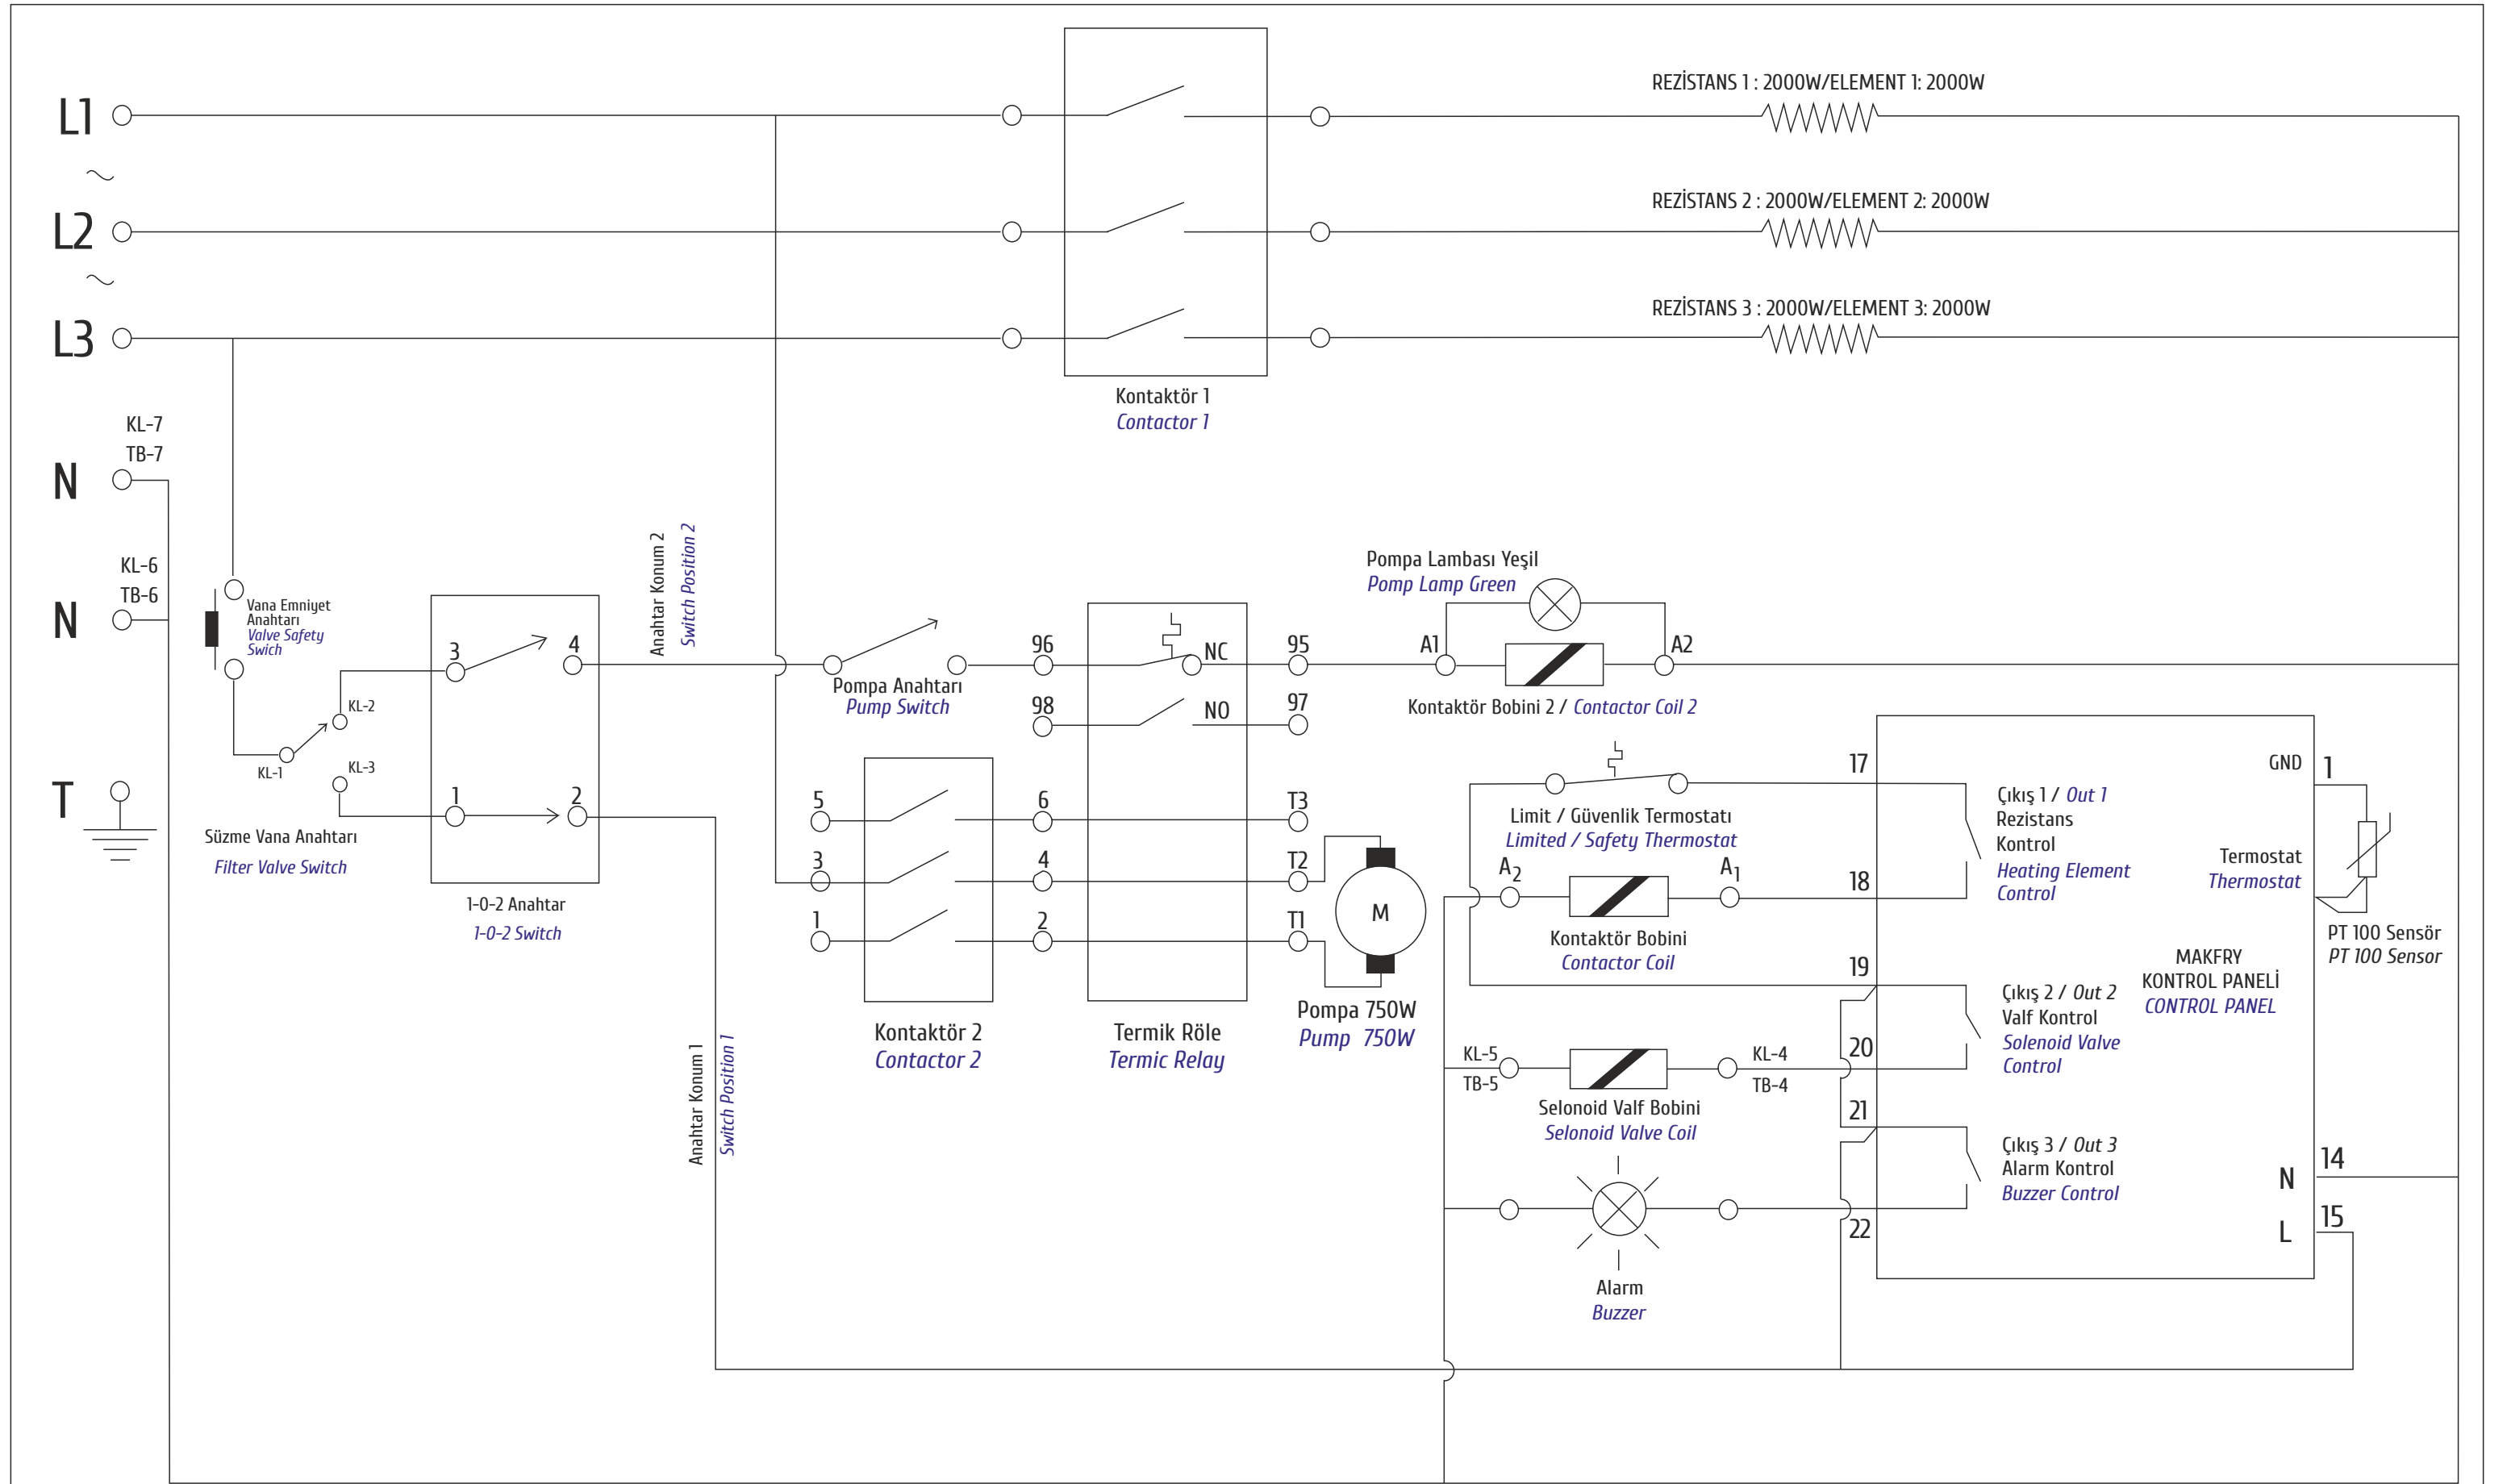 L1
L2
L3
REZİSTANS 1 : 2000W/ELEMENT 1: 2000W
REZİSTANS 2 : 2000W/ELEMENT 2: 2000W
REZİSTANS 3 : 2000W/ELEMENT 3: 2000W
Kontaktör 1
Contactor 1
KL-7
TB-7
N
KL-6
TB-6
N
T
Vana Emniyet
Anahtarı
Valve Safety
Swich
KL-1
KL-2
KL-3
Süzme Vana Anahtarı
Filter Valve Switch
3
4
1
2
1-0-2 Anahtar
1-0-2 Switch
Anahtar Konum 2
Switch Position 2
Anahtar Konum 1
Switch Position 1
Pompa Anahtarı
Pump Switch
96
NC
95
98
NO
97
5
6
T3
3
4
T2
1
2
T1
Kontaktör 2
Contactor 2
Termik Röle
Termic Relay
M
Pompa 750W
Pump 750W
Pompa Lambası Yeşil
Pomp Lamp Green
A1
A2
Kontaktör Bobini 2 / Contactor Coil 2
Limit / Güvenlik Termostatı
Limited / Safety Thermostat
A2
A1
Kontaktör Bobini
Contactor Coil
KL-5
TB-5
KL-4
TB-4
Selonoid Valf Bobini
Selonoid Valve Coil
Alarm
Buzzer
17
18
19
20
21
22
Çıkış 1 / Out 1
Rezistans
Kontrol
Heating Element
Control
Çıkış 2 / Out 2
Valf Kontrol
Solenoid Valve
Control
Çıkış 3 / Out 3
Alarm Kontrol
Buzzer Control
GND
1
Termostat
Thermostat
PT 100 Sensör
PT 100 Sensor
MAKFRY
KONTROL PANELİ
CONTROL PANEL
N
14
L
15